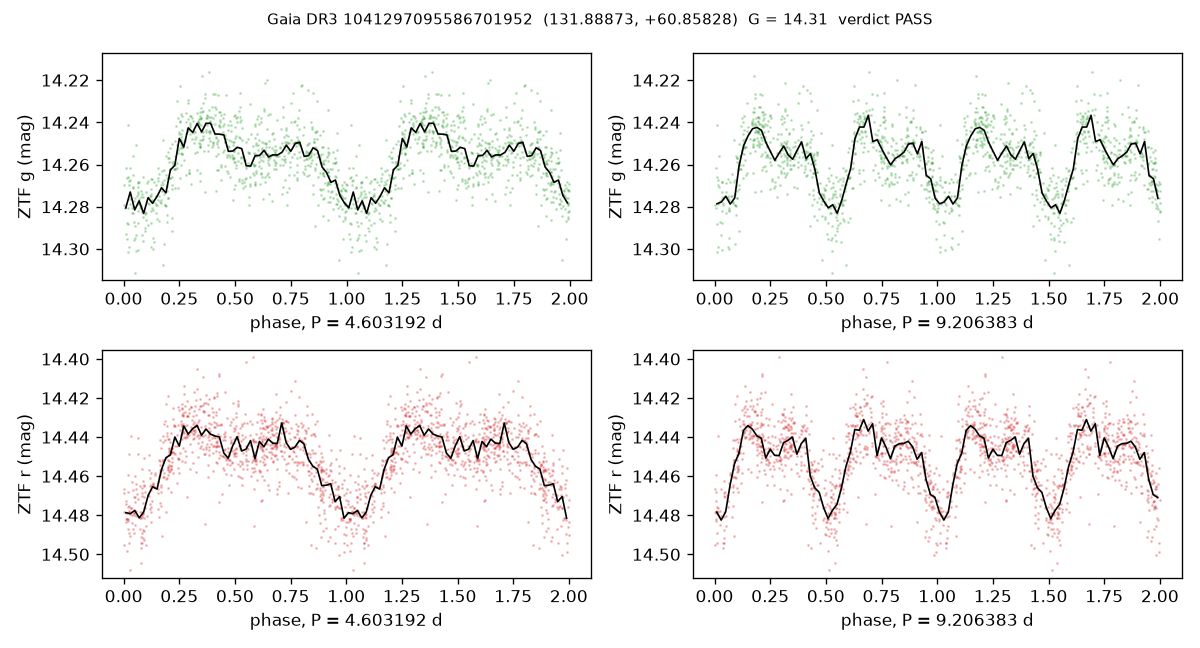 Gaia DR3 1041297095586701952  (131.88873, +60.85828)  G = 14.31  verdict PASS
ZTF g (mag)
14.22
14.24
14.26
14.28
14.30
0.00 0.25 0.50 0.75 1.00 1.25 1.50 1.75 2.00
phase, P = 4.603192 d
ZTF g (mag)
14.22
14.24
14.26
14.28
14.30
0.00 0.25 0.50 0.75 1.00 1.25 1.50 1.75 2.00
phase, P = 9.206383 d
ZTF r (mag)
14.40
14.42
14.44
14.46
14.48
14.50
0.00 0.25 0.50 0.75 1.00 1.25 1.50 1.75 2.00
phase, P = 4.603192 d
ZTF r (mag)
14.40
14.42
14.44
14.46
14.48
14.50
0.00 0.25 0.50 0.75 1.00 1.25 1.50 1.75 2.00
phase, P = 9.206383 d